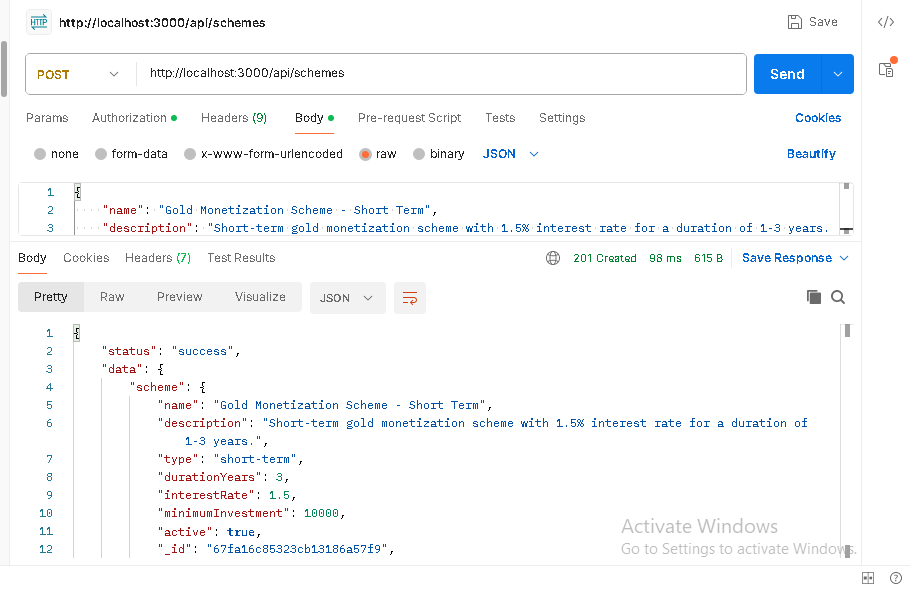 HTTP http://localhost:3000/api/schemes Save </>
POST http://localhost:3000/api/schemes Send
Params Authorization Headers (9) Body Pre-request Script Tests Settings Cookies
none form-data x-www-form-urlencoded raw binary JSON Beautify
1 {
2 "name": "Gold Monetization Scheme - Short Term",
3 "description": "Short-term gold monetization scheme with 1.5% interest rate for a duration of 1-3 years.
Body Cookies Headers (7) Test Results 201 Created 98 ms 615 B Save Response
Pretty Raw Preview Visualize JSON
1 {
2 "status": "success",
3 "data": {
4 "scheme": {
5 "name": "Gold Monetization Scheme - Short Term",
6 "description": "Short-term gold monetization scheme with 1.5% interest rate for a duration of
1-3 years.",
7 "type": "short-term",
8 "durationYears": 3,
9 "interestRate": 1.5,
10 "minimumInvestment": 10000,
11 "active": true,
12 "_id": "67fa16c85323cb13186a57f9",
Activate Windows
Go to Settings to activate Windows.